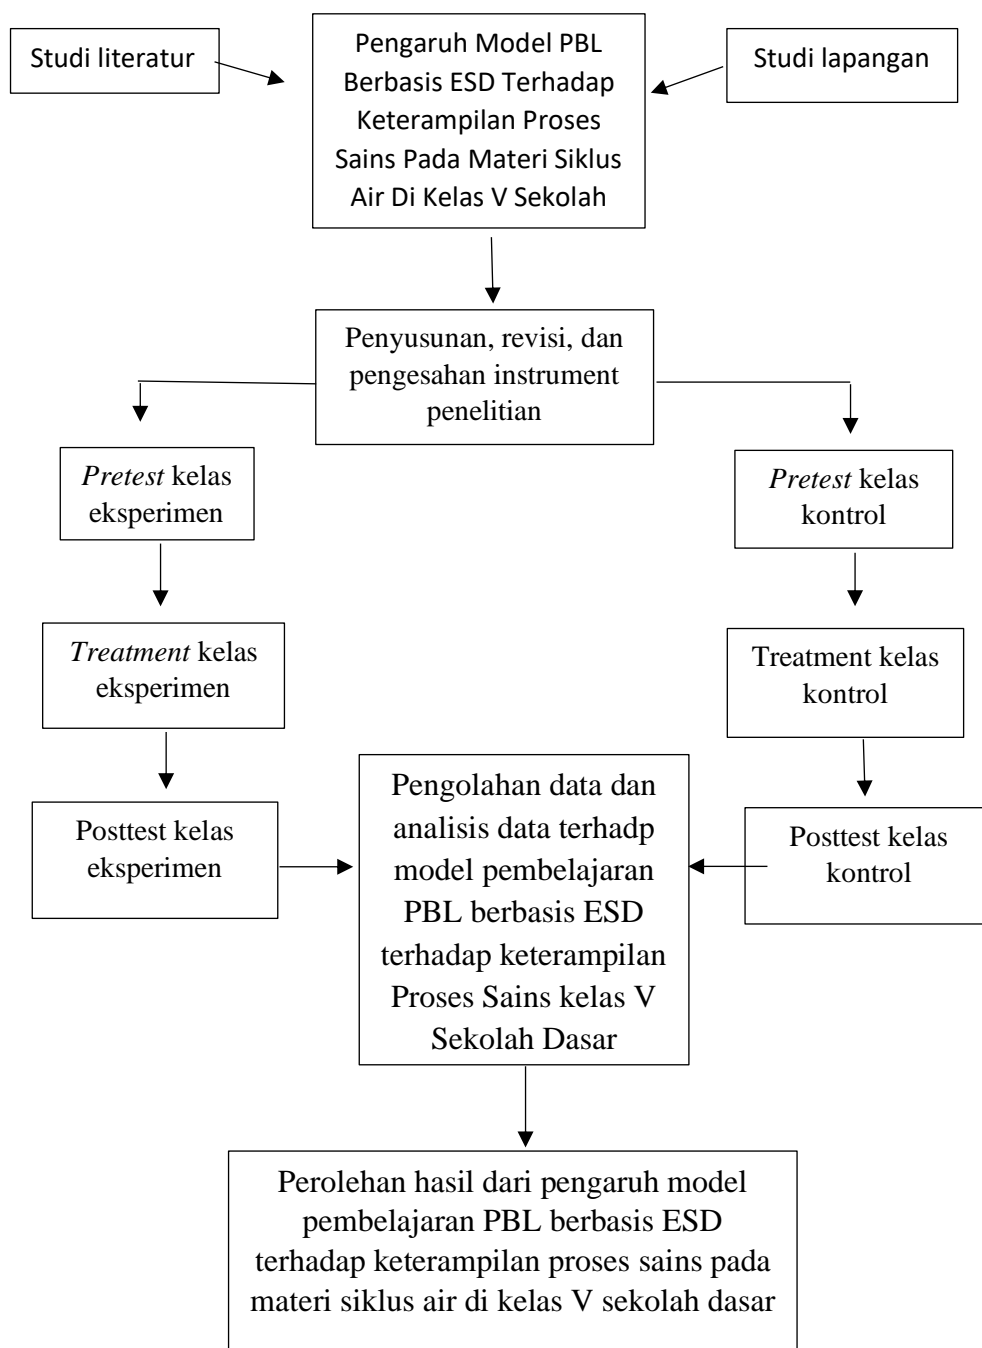 Studi literatur
Pengaruh Model PBL
Berbasis ESD Terhadap
Keterampilan Proses
Sains Pada Materi Siklus
Air Di Kelas V Sekolah
Studi lapangan
Penyusunan, revisi, dan
pengesahan instrument
penelitian
Pretest kelas
eksperimen
Pretest kelas
kontrol
Treatment kelas
eksperimen
Treatment kelas
kontrol
Posttest kelas
eksperimen
Pengolahan data dan
analisis data terhadp
model pembelajaran
PBL berbasis ESD
terhadap keterampilan
Proses Sains kelas V
Sekolah Dasar
Posttest kelas
kontrol
Perolehan hasil dari pengaruh model
pembelajaran PBL berbasis ESD
terhadap keterampilan proses sains pada
materi siklus air di kelas V sekolah dasar